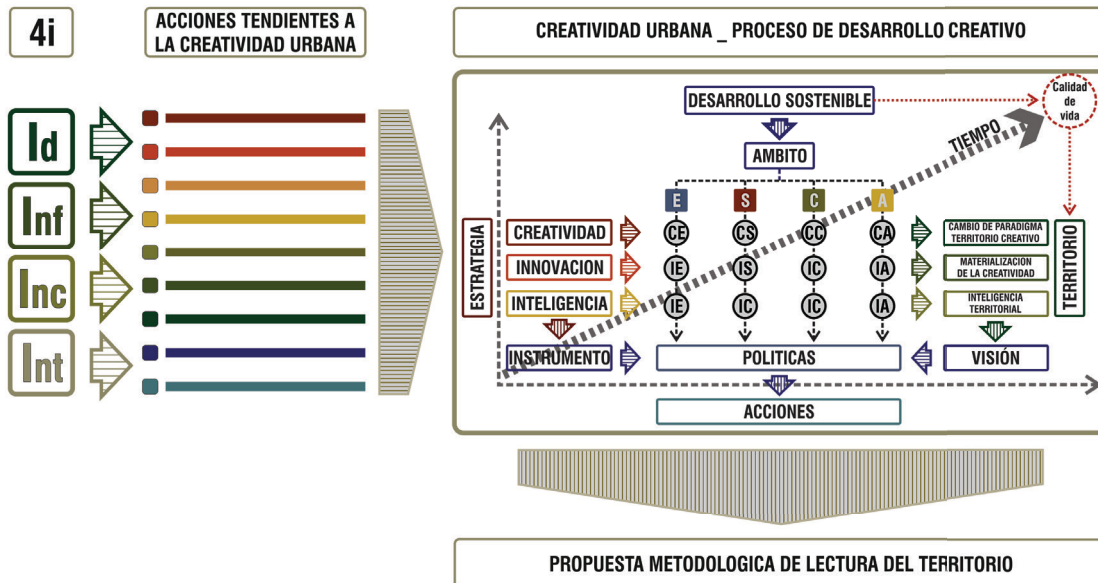 4i
ACCIONES TENDIENTES A
LA CREATIVIDAD URBANA
CREATIVIDAD URBANA _ PROCESO DE DESARROLLO CREATIVO
Id
Inf
Inc
Int
DESARROLLO SOSTENIBLE
Calidad
de
vida
TIEMPO
AMBITO
E S C A
ESTRATEGIA
CREATIVIDAD
CE CS CC CA
CAMBIO DE PARADIGMA
TERRITORIO CREATIVO
INNOVACION
IE IS IC IA
MATERIALIZACIÓN
DE LA CREATIVIDAD
INTELIGENCIA
IE IC IC IA
INTELIGENCIA
TERRITORIAL
TERRITORIO
INSTRUMENTO
POLITICAS
VISIÓN
ACCIONES
PROPUESTA METODOLOGICA DE LECTURA DEL TERRITORIO